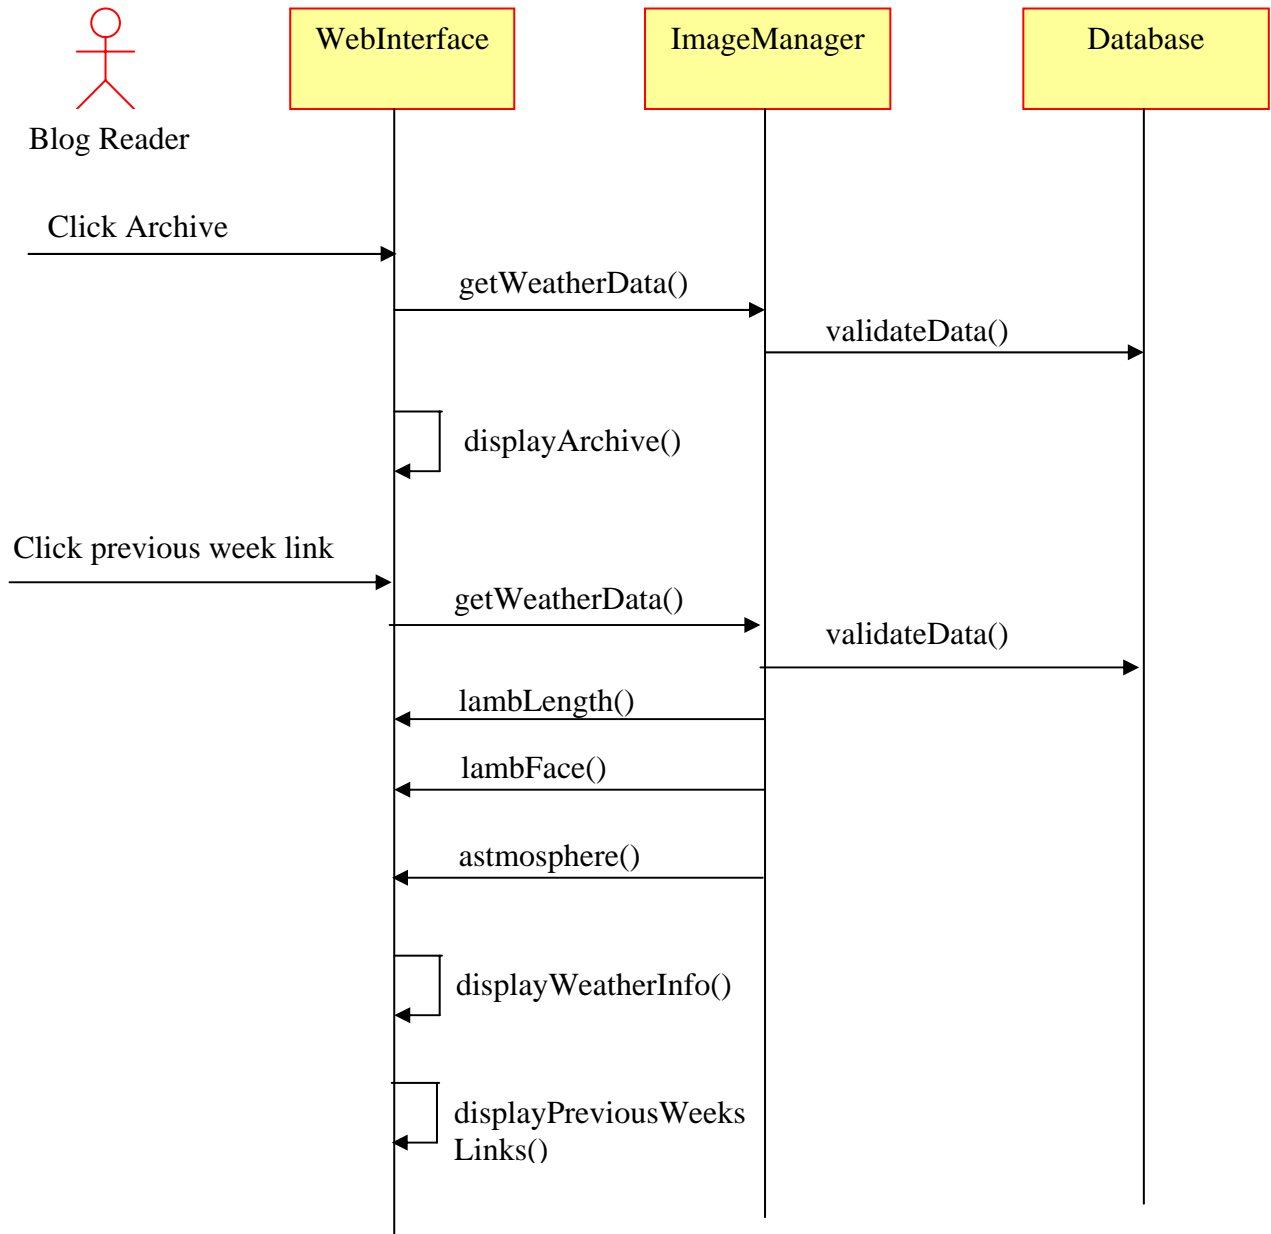 WebInterface
ImageManager
Database
Blog Reader
Click Archive
getWeatherData()
validateData()
displayArchive()
Click previous week link
getWeatherData()
validateData()
lambLength()
lambFace()
astmosphere()
displayWeatherInfo()
displayPreviousWeeks
Links()